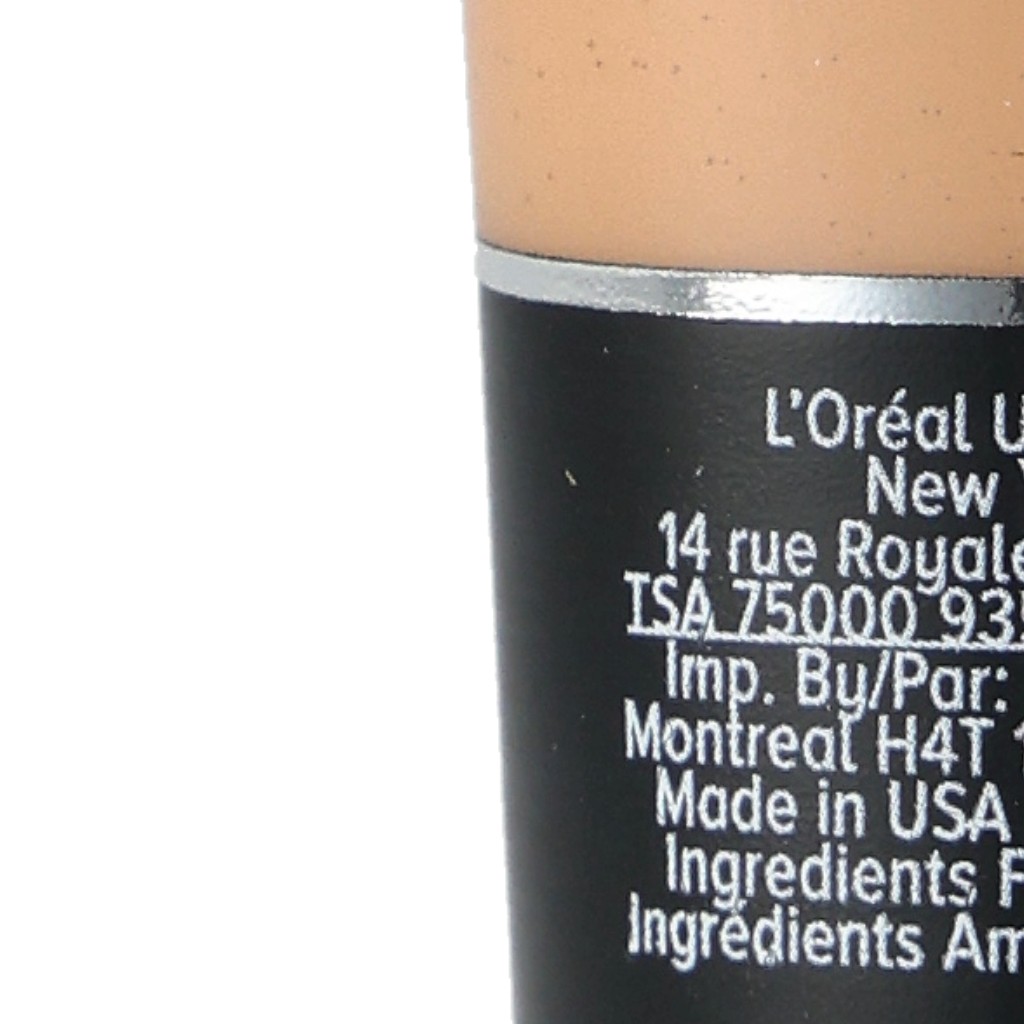 L'Oréal U
New
14 rue Royale
TSA 75000 93
Imp. By/Par:
Montreal H4T 1
Made in USA
Ingredients F
Ingrédients Am